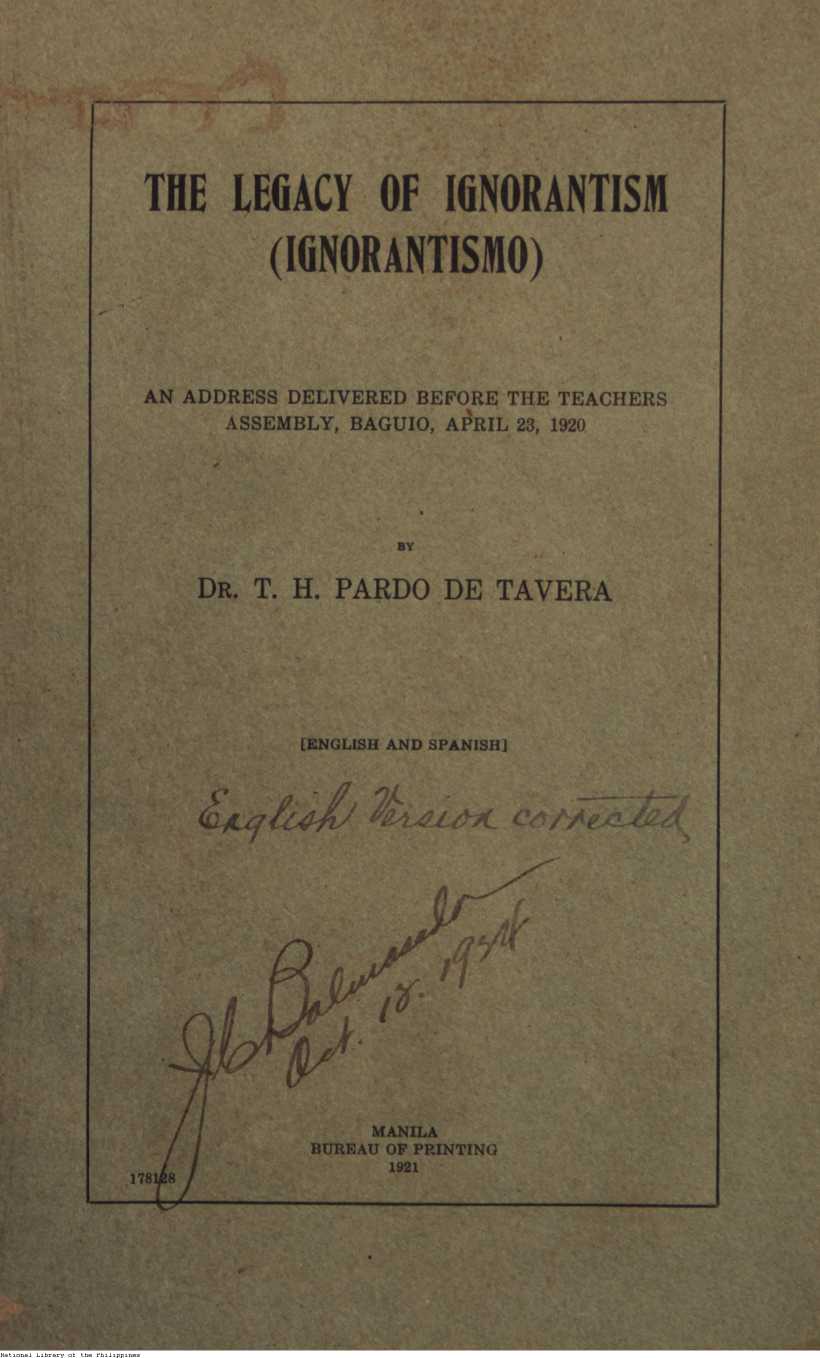 THE LEGACY OF IGNORANTISM
(IGNORANTISMO)
AN ADDRESS DELIVERED BEFORE THE TEACHERS
ASSEMBLY, BAGUIO, APRIL 23, 1920
BY
DR. T. H. PARDO DE TAVERA
[ENGLISH AND SPANISH]
English Version corrected
Oct. 18. 1934
MANILA
BUREAU OF PRINTING
1921
178128
National Library of the Philippines